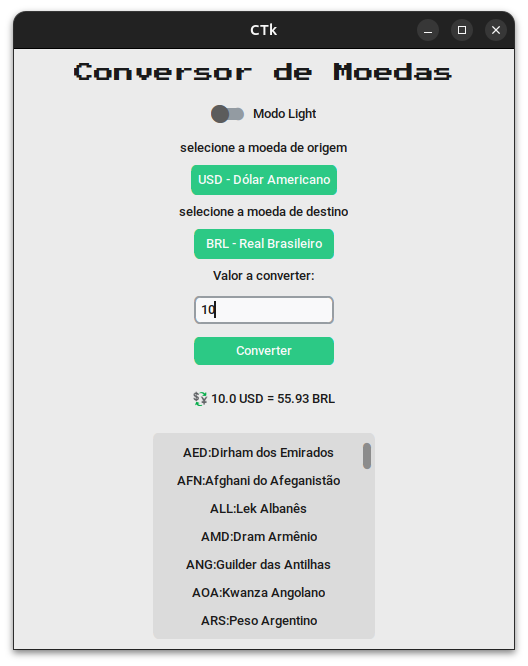 CTk
Conversor de Moedas
Modo Light
selecione a moeda de origem
USD - Dólar Americano
selecione a moeda de destino
BRL - Real Brasileiro
Valor a converter:
10
Converter
💱 10.0 USD = 55.93 BRL
AED:Dirham dos Emirados
AFN:Afghani do Afeganistão
ALL:Lek Albanês
AMD:Dram Armênio
ANG:Guilder das Antilhas
AOA:Kwanza Angolano
ARS:Peso Argentino